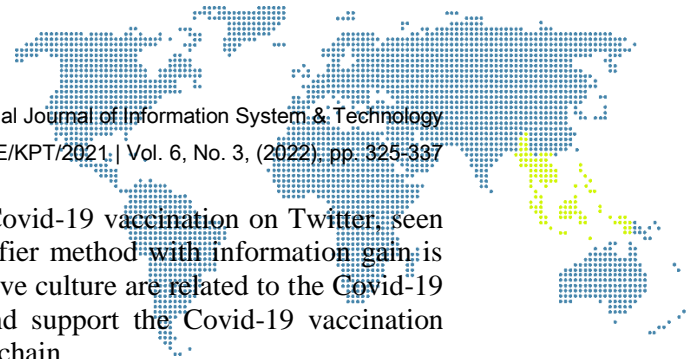 al Journal of Information System & Technology
E/KPT/2021 | Vol. 6, No. 3, (2022), pp. 325-337
Covid-19 vaccination on Twitter, seen
fier method with information gain is
ve culture are related to the Covid-19
nd support the Covid-19 vaccination
chain